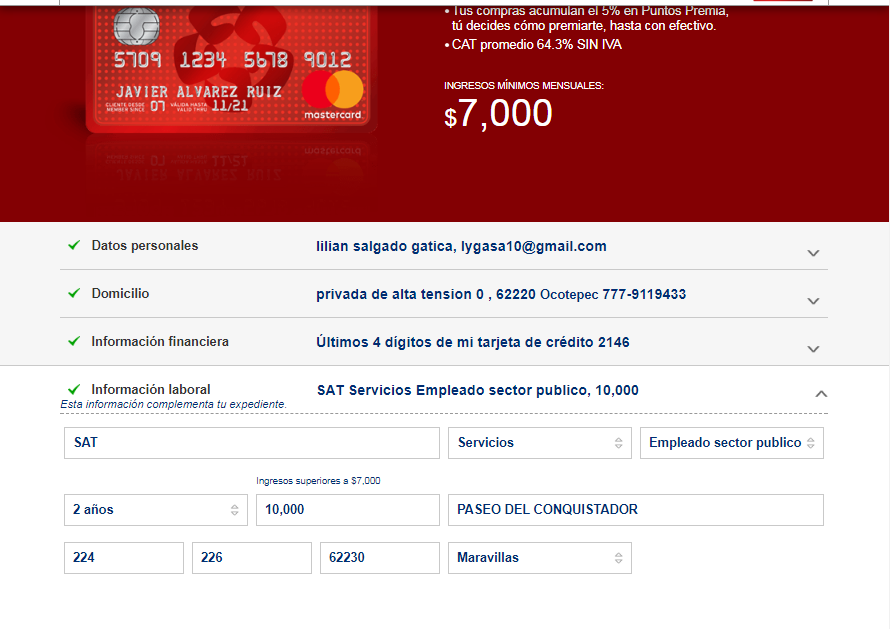 • Tus compras acumulan el 5% en Puntos Premia,
tú decides cómo premiarte, hasta con efectivo.
• CAT promedio 64.3% SIN IVA
5709 1234 5678 9012
JAVIER ALVAREZ RUIZ
CLIENTE DESDE
MEMBER SINCE 07 VÁLIDA HASTA
VALID THRU 11/21
mastercard
INGRESOS MÍNIMOS MENSUALES:
$7,000
Datos personales lilian salgado gatica, lygasa10@gmail.com
Domicilio privada de alta tension 0 , 62220 Ocotepec 777-9119433
Información financiera Últimos 4 dígitos de mi tarjeta de crédito 2146
Información laboral SAT Servicios Empleado sector publico, 10,000
Esta información complementa tu expediente.
SAT Servicios Empleado sector publico
Ingresos superiores a $7,000
2 años 10,000 PASEO DEL CONQUISTADOR
224 226 62230 Maravillas